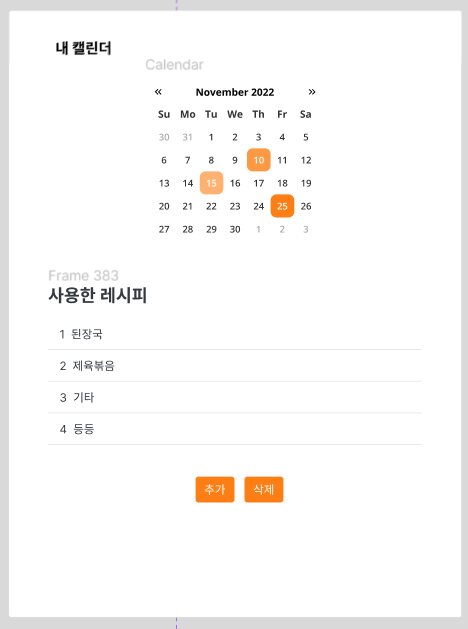 내 캘린더
Calendar
« November 2022 »
Su Mo Tu We Th Fr Sa
30 31 1 2 3 4 5
6 7 8 9 10 11 12
13 14 15 16 17 18 19
20 21 22 23 24 25 26
27 28 29 30 1 2 3
Frame 383
사용한 레시피
1 된장국
2 제육볶음
3 기타
4 등등
추가 삭제